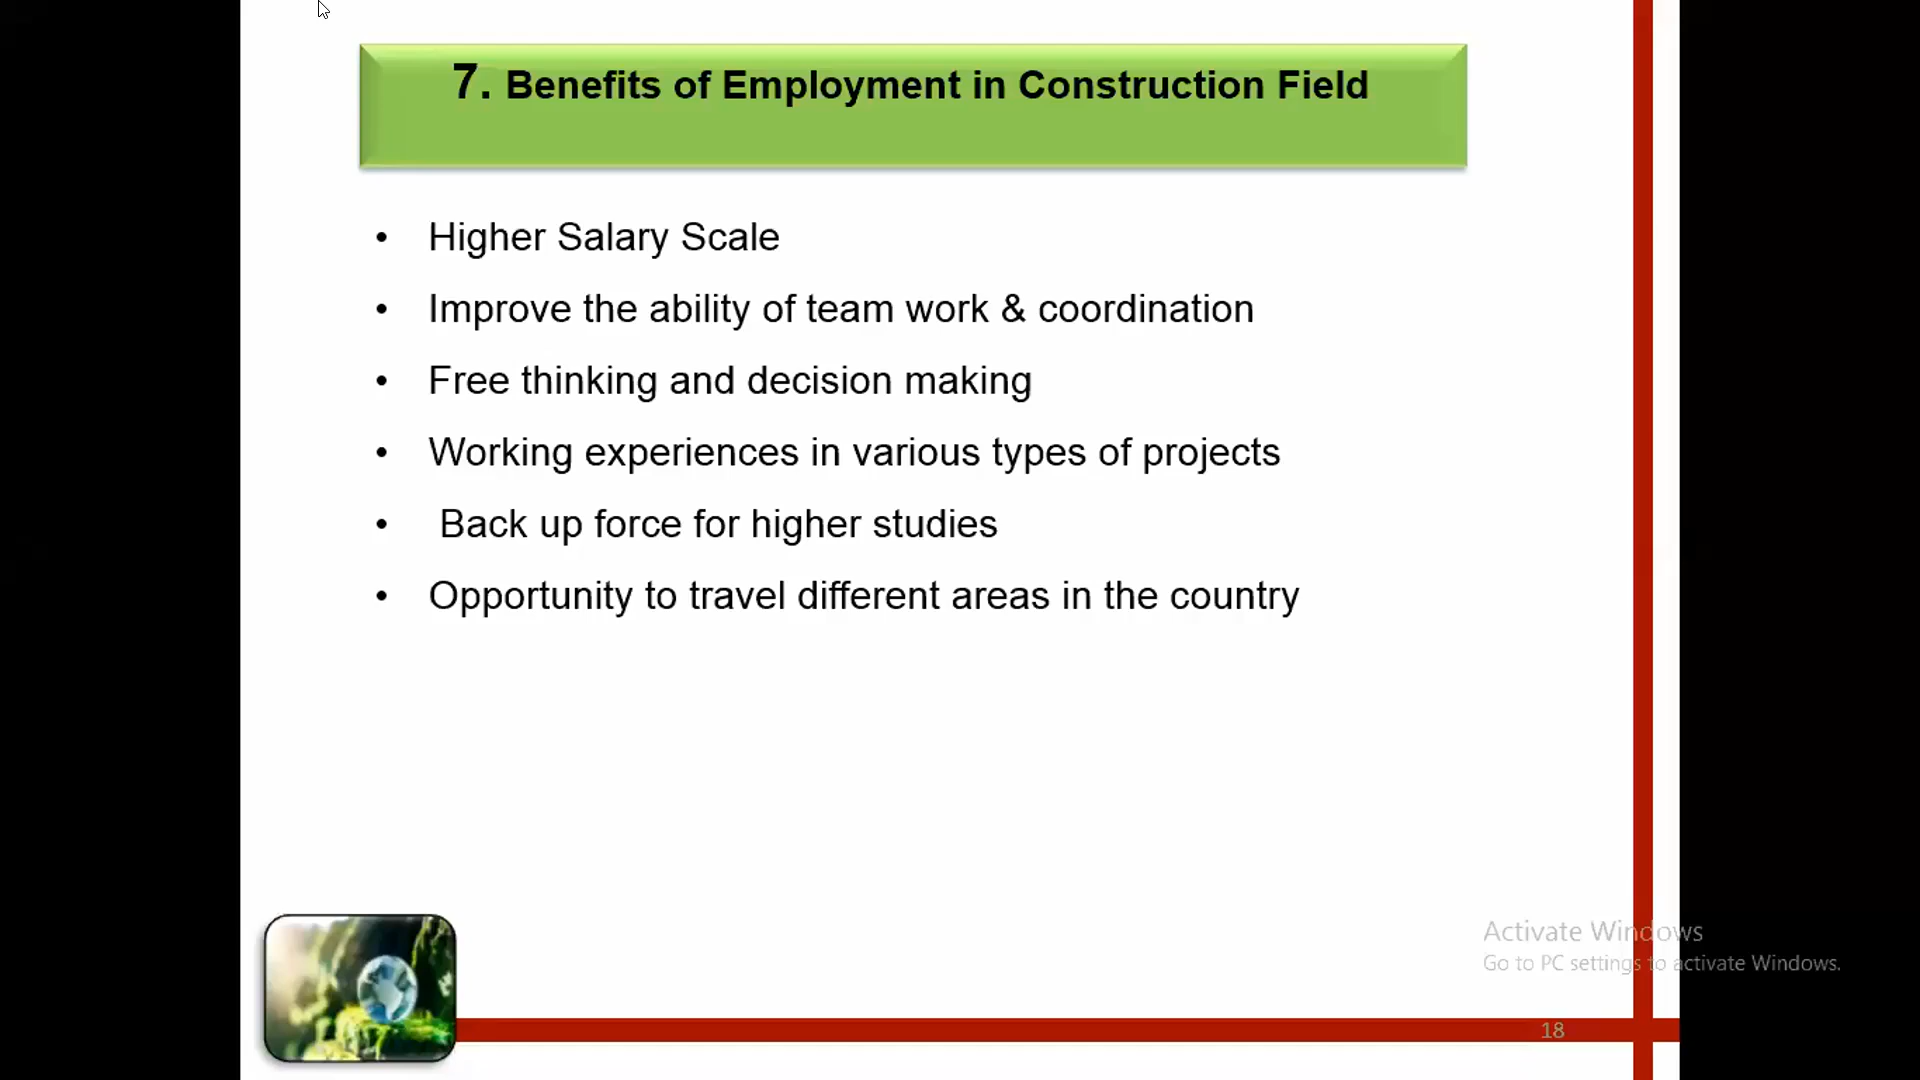 7. Benefits of Employment in Construction Field
• Higher Salary Scale
• Improve the ability of team work & coordination
• Free thinking and decision making
• Working experiences in various types of projects
• Back up force for higher studies
• Opportunity to travel different areas in the country
Activate Windows
Go to PC settings to activate Windows.
18